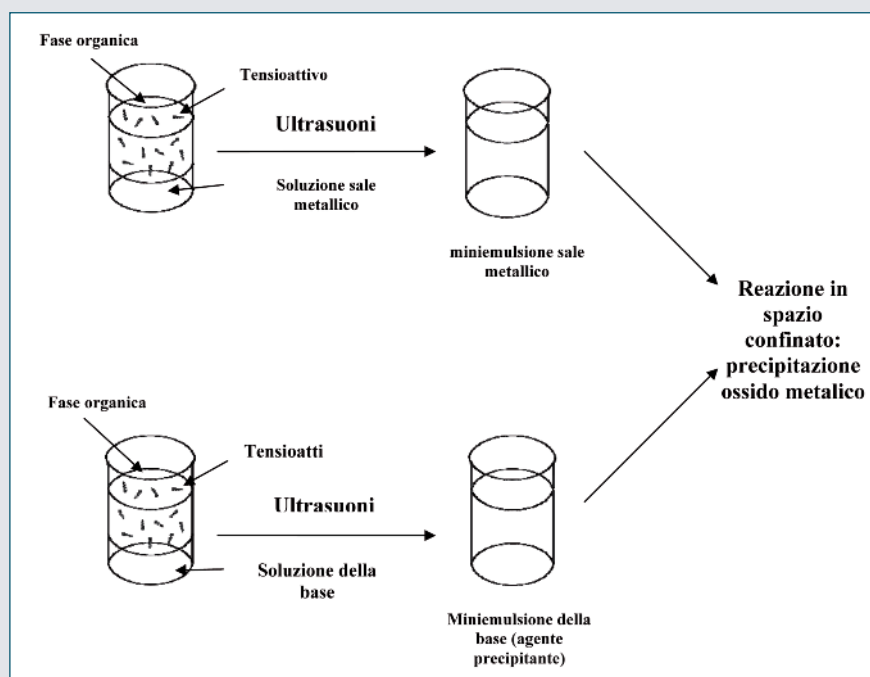 Fase organica
Tensioattivo
Ultrasuoni
Soluzione sale
metallico
miniemulsione sale
metallico
Reazione in
spazio
confinato:
precipitazione
ossido metalico
Fase organica
Tensioatti
Ultrasuoni
Soluzione della
base
Miniemulsione della
base (agente
precipitante)